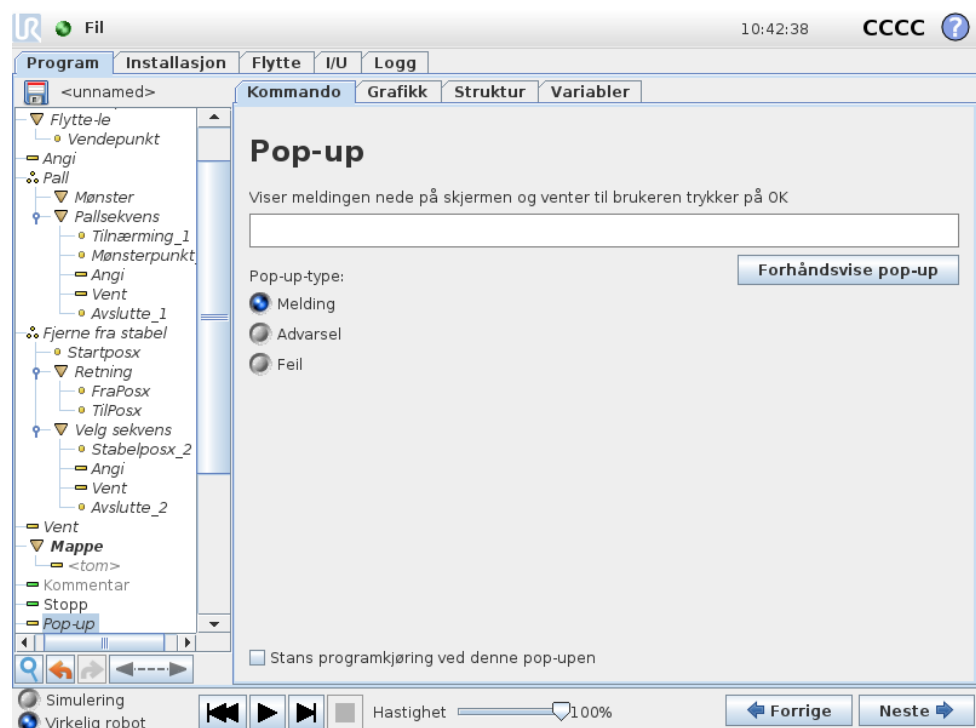 UR Fil 10:42:38 CCCC ?
Program Installasjon Flytte I/U Logg
<unnamed>
Kommando Grafikk Struktur Variabler
Flytte-le
Vendepunkt
Angi
Pall
Mønster
Pallsekvens
Tilnærming_1
Mønsterpunkt
Angi
Vent
Avslutte_1
Fjerne fra stabel
Startposx
Retning
FraPosx
TilPosx
Velg sekvens
Stabelposx_2
Angi
Vent
Avslutte_2
Vent
Mappe
<tom>
Kommentar
Stopp
Pop-up
Pop-up
Viser meldingen nede på skjermen og venter til brukeren trykker på OK
Forhåndsvise pop-up
Pop-up-type:
Melding
Advarsel
Feil
Stans programkjøring ved denne pop-upen
Simulering
Virkelig robot
Hastighet 100%
Forrige Neste